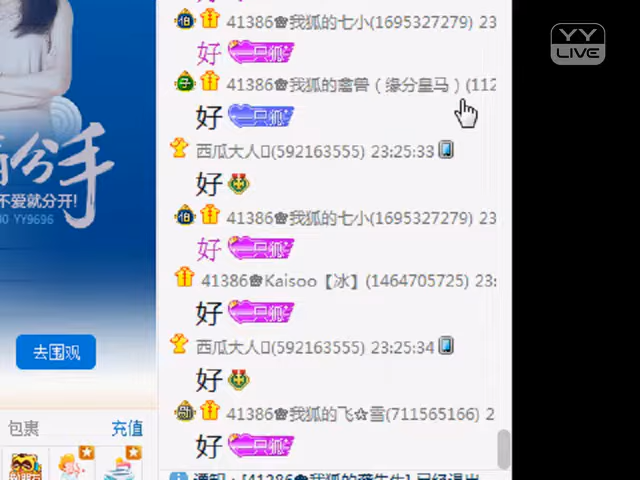 41386🏵我狐的七小(1695327279) 23
好 一只狐
41386🏵我狐的禽兽（缘分皇马）(112
好 一只狐
西瓜大人▯(592163555) 23:25:33
好
41386🏵我狐的七小(1695327279) 23
好 一只狐
41386🏵Kaisoo【冰】(1464705725) 23:
好 一只狐
西瓜大人▯(592163555) 23:25:34
好
41386🏵我狐的飞☆雪(711565166) 2
好 一只狐
分手
不爱就分开!
YY9696
去围观
包裹 充值
YY
LIVE